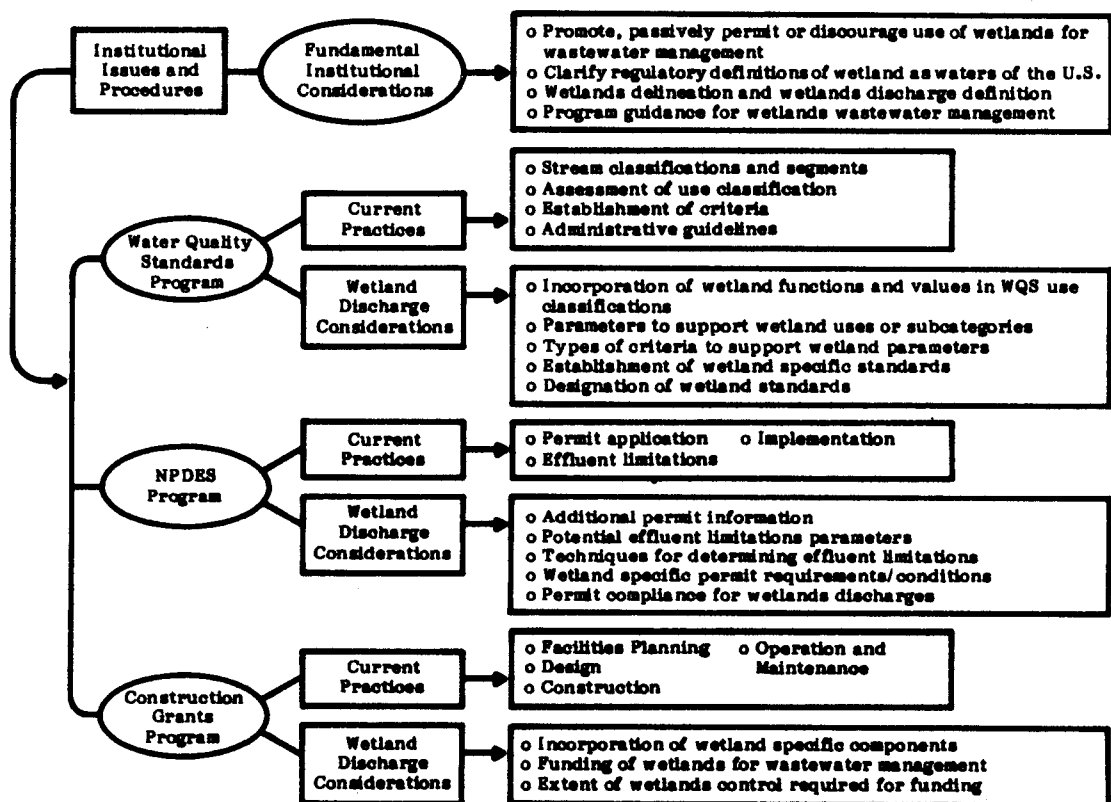 Institutional
Issues and
Procedures
Fundamental
Institutional
Considerations
o Promote, passively permit or discourage use of wetlands for
wastewater management
o Clarify regulatory definitions of wetland as waters of the U.S.
o Wetlands delineation and wetlands discharge definition
o Program guidance for wetlands wastewater management
Water Quality
Standards
Program
Current
Practices
o Stream classifications and segments
o Assessment of use classification
o Establishment of criteria
o Administrative guidelines
Wetland
Discharge
Considerations
o Incorporation of wetland functions and values in WQS use
classifications
o Parameters to support wetland uses or subcategories
o Types of criteria to support wetland parameters
o Establishment of wetland specific standards
o Designation of wetland standards
NPDES
Program
Current
Practices
o Permit application o Implementation
o Effluent limitations
Wetland
Discharge
Considerations
o Additional permit information
o Potential effluent limitations parameters
o Techniques for determining effluent limitations
o Wetland specific permit requirements/conditions
o Permit compliance for wetlands discharges
Construction
Grants
Program
Current
Practices
o Facilities Planning o Operation and
o Design Maintenance
o Construction
Wetland
Discharge
Considerations
o Incorporation of wetland specific components
o Funding of wetlands for wastewater management
o Extent of wetlands control required for funding